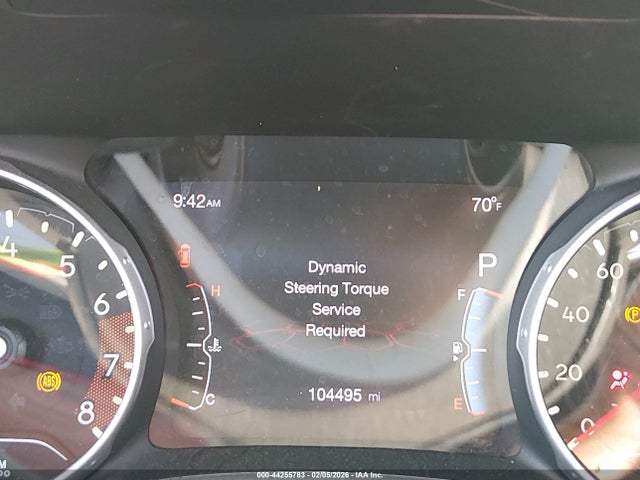 9:42AM
70°F
Dynamic
Steering Torque
Service
Required
P
H
C
F
E
104495 mi
4
5
6
7
8
ABS
60
40
20
0
P
000-44255783 - 02/05/2026 - IAA Inc.